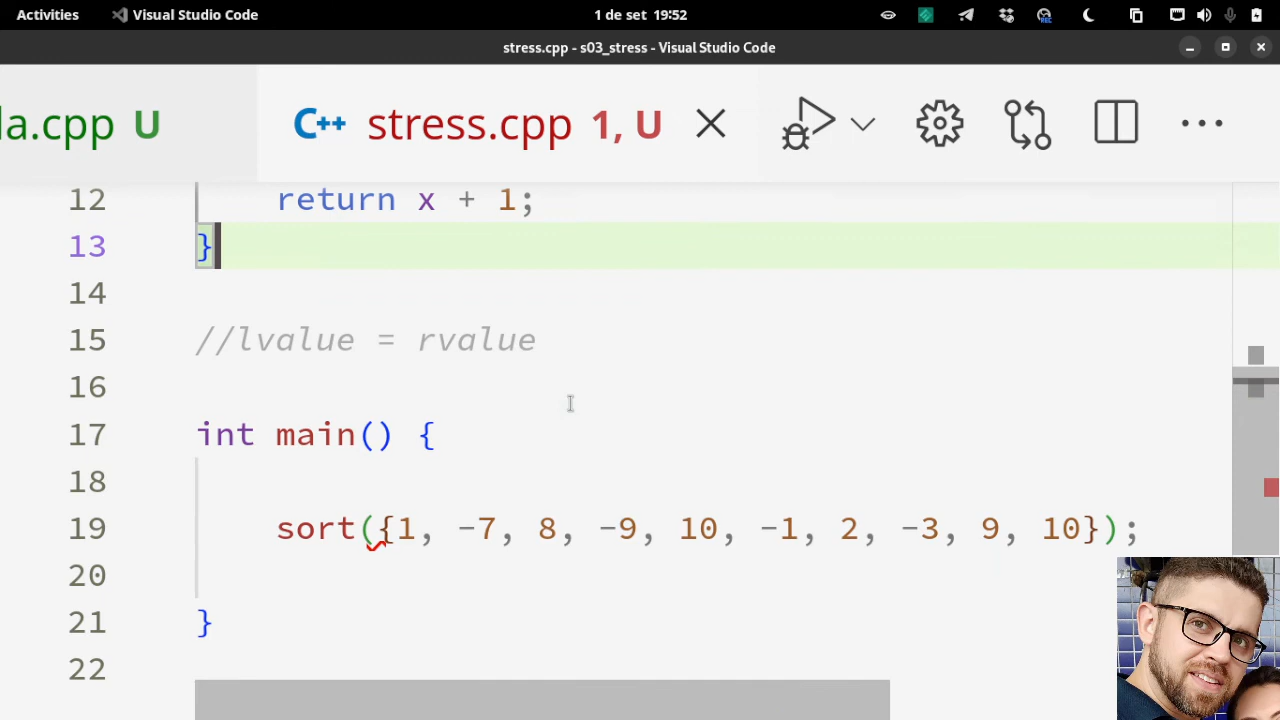 Activities Visual Studio Code 1 de set 19:52
stress.cpp - s03_stress - Visual Studio Code
la.cpp U C++ stress.cpp 1, U
12 return x + 1;
13 }
14
15 //lvalue = rvalue
16
17 int main() {
18
19 sort({1, -7, 8, -9, 10, -1, 2, -3, 9, 10});
20
21 }
22